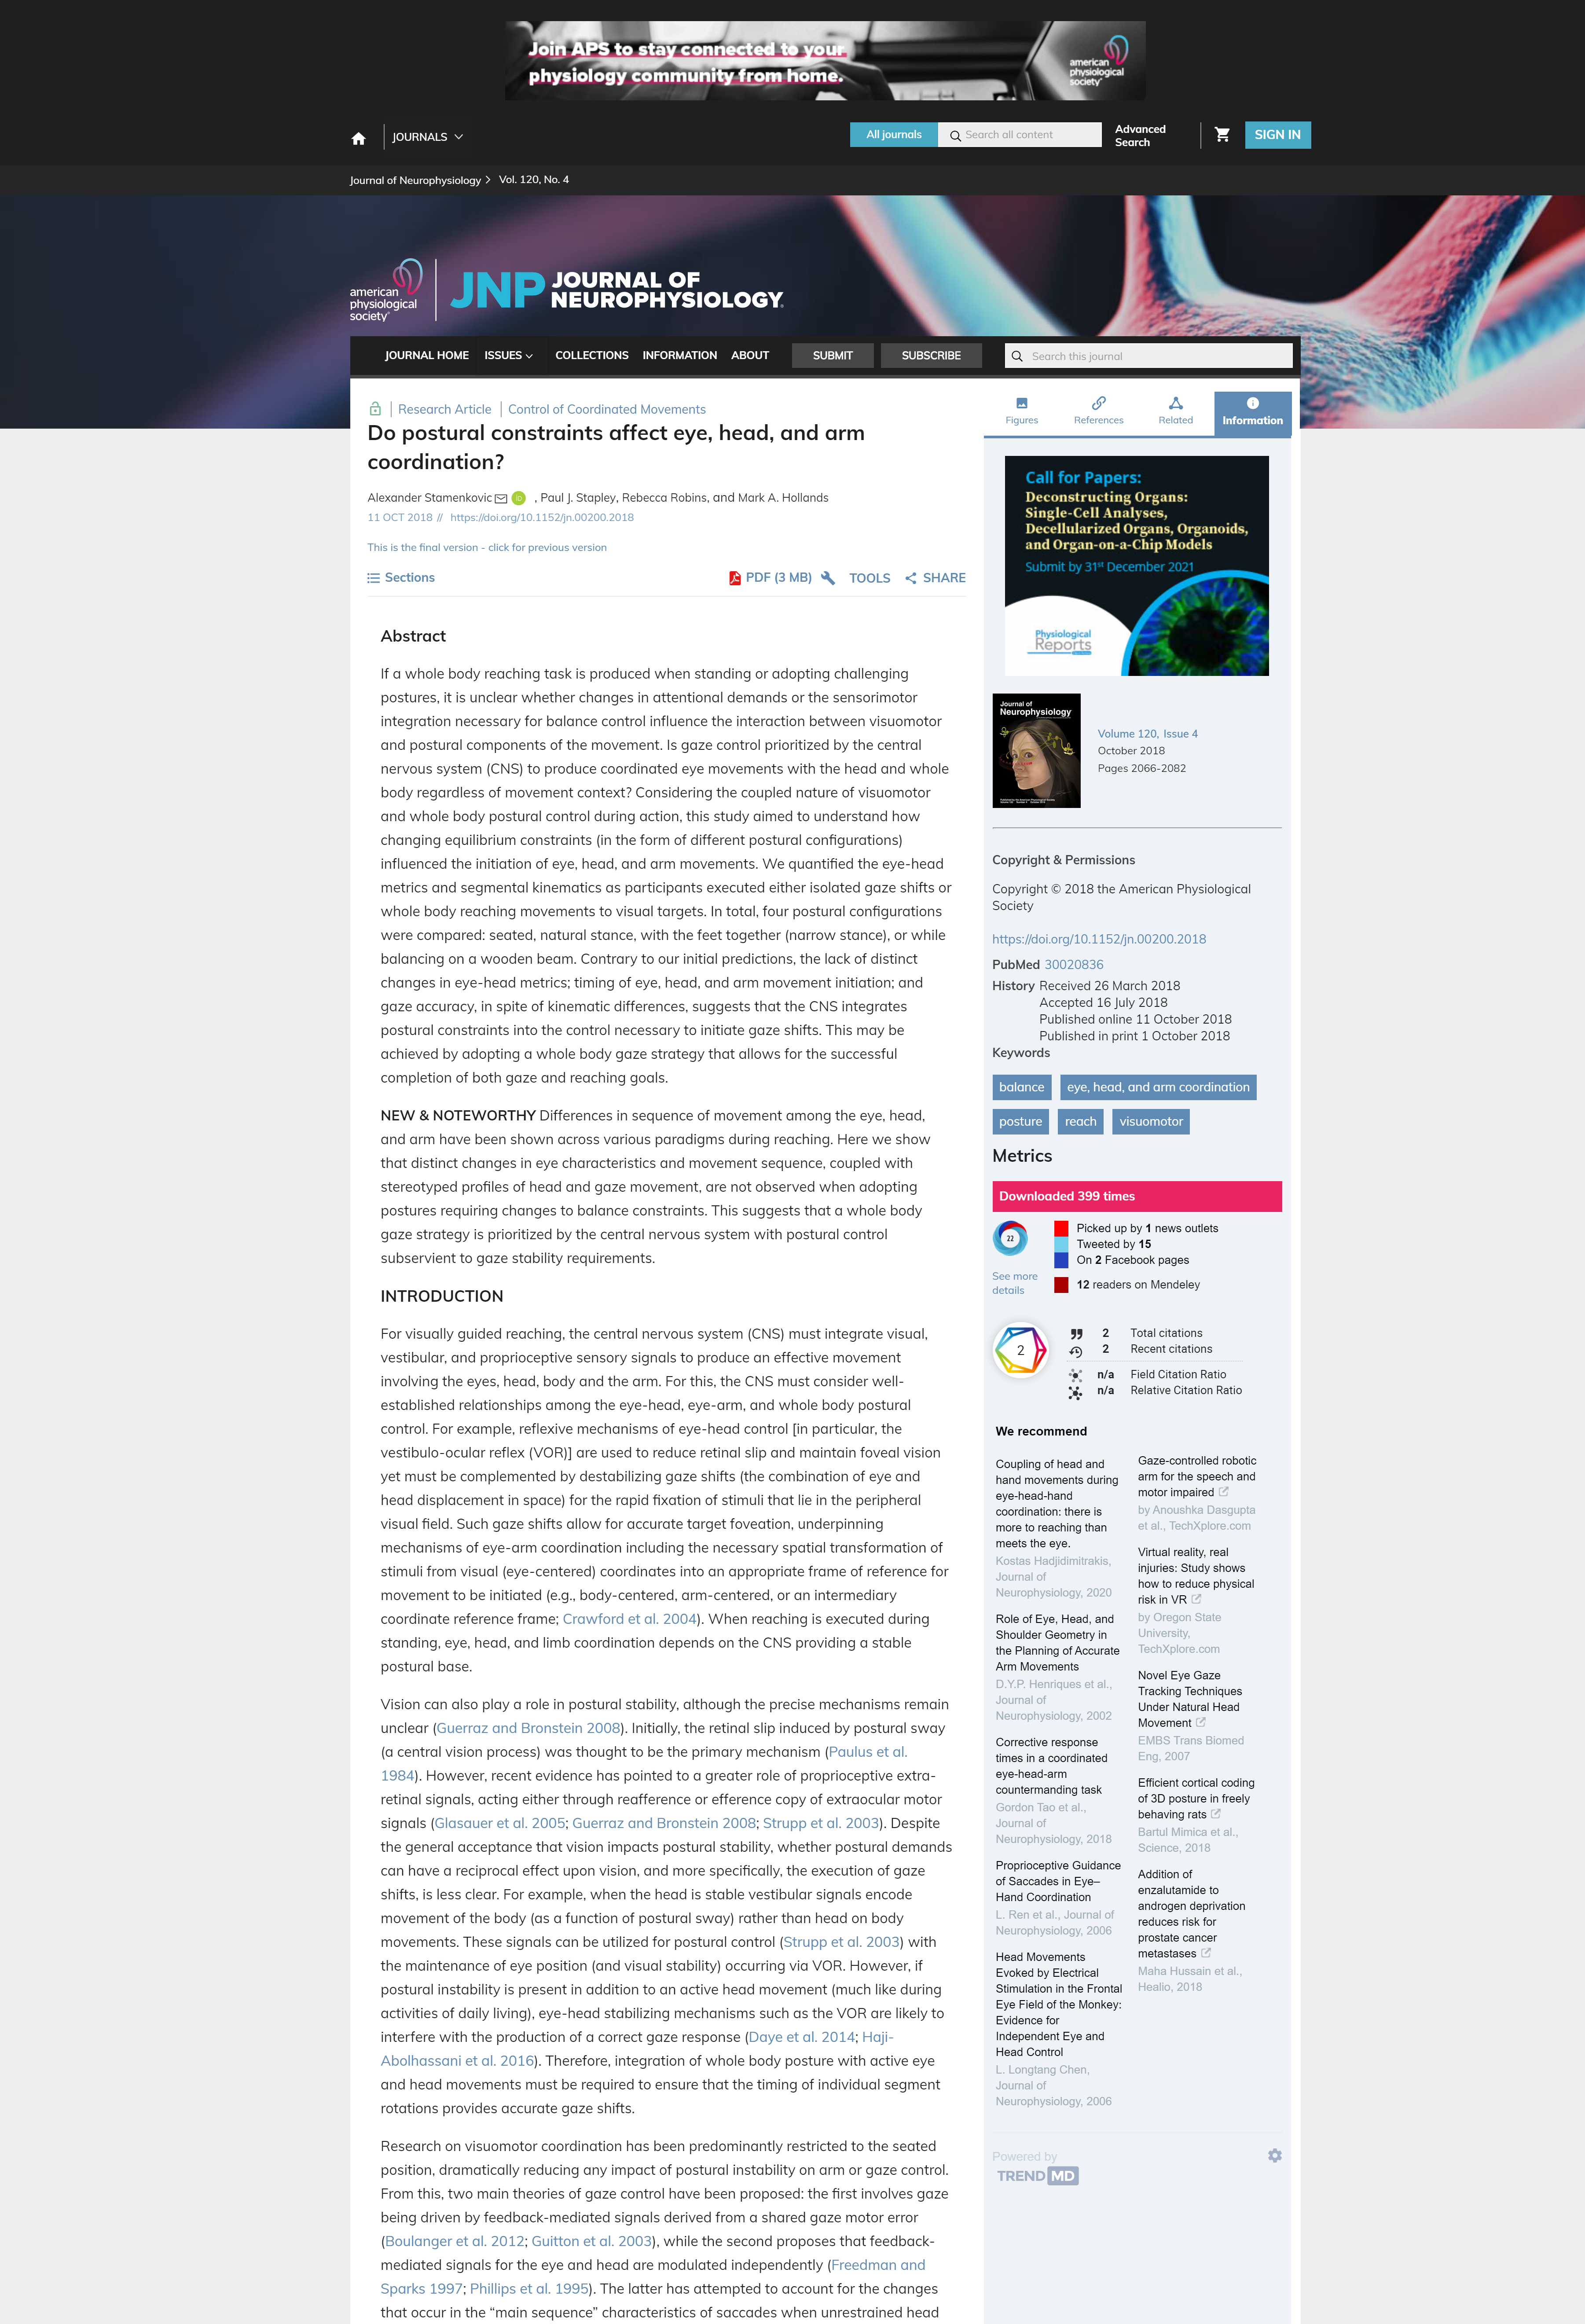 Join APS to stay connected to your
physiology community from home.
american
physiological
society
JOURNALS
All journals
Search all content
Advanced
Search
SIGN IN
Journal of Neurophysiology
Vol. 120, No. 4
american
physiological
society
JNP JOURNAL OF
NEUROPHYSIOLOGY.
JOURNAL HOME ISSUES COLLECTIONS INFORMATION ABOUT SUBMIT SUBSCRIBE Search this journal
Research Article Control of Coordinated Movements
Do postural constraints affect eye, head, and arm
coordination?
Alexander Stamenkovic iD , Paul J. Stapley, Rebecca Robins, and Mark A. Hollands
11 OCT 2018 // https://doi.org/10.1152/jn.00200.2018
This is the final version - click for previous version
Sections PDF (3 MB) TOOLS SHARE
Abstract
If a whole body reaching task is produced when standing or adopting challenging
postures, it is unclear whether changes in attentional demands or the sensorimotor
integration necessary for balance control influence the interaction between visuomotor
and postural components of the movement. Is gaze control prioritized by the central
nervous system (CNS) to produce coordinated eye movements with the head and whole
body regardless of movement context? Considering the coupled nature of visuomotor
and whole body postural control during action, this study aimed to understand how
changing equilibrium constraints (in the form of different postural configurations)
influenced the initiation of eye, head, and arm movements. We quantified the eye-head
metrics and segmental kinematics as participants executed either isolated gaze shifts or
whole body reaching movements to visual targets. In total, four postural configurations
were compared: seated, natural stance, with the feet together (narrow stance), or while
balancing on a wooden beam. Contrary to our initial predictions, the lack of distinct
changes in eye-head metrics; timing of eye, head, and arm movement initiation; and
gaze accuracy, in spite of kinematic differences, suggests that the CNS integrates
postural constraints into the control necessary to initiate gaze shifts. This may be
achieved by adopting a whole body gaze strategy that allows for the successful
completion of both gaze and reaching goals.
NEW & NOTEWORTHY Differences in sequence of movement among the eye, head,
and arm have been shown across various paradigms during reaching. Here we show
that distinct changes in eye characteristics and movement sequence, coupled with
stereotyped profiles of head and gaze movement, are not observed when adopting
postures requiring changes to balance constraints. This suggests that a whole body
gaze strategy is prioritized by the central nervous system with postural control
subservient to gaze stability requirements.
INTRODUCTION
For visually guided reaching, the central nervous system (CNS) must integrate visual,
vestibular, and proprioceptive sensory signals to produce an effective movement
involving the eyes, head, body and the arm. For this, the CNS must consider well-
established relationships among the eye-head, eye-arm, and whole body postural
control. For example, reflexive mechanisms of eye-head control [in particular, the
vestibulo-ocular reflex (VOR)] are used to reduce retinal slip and maintain foveal vision
yet must be complemented by destabilizing gaze shifts (the combination of eye and
head displacement in space) for the rapid fixation of stimuli that lie in the peripheral
visual field. Such gaze shifts allow for accurate target foveation, underpinning
mechanisms of eye-arm coordination including the necessary spatial transformation of
stimuli from visual (eye-centered) coordinates into an appropriate frame of reference for
movement to be initiated (e.g., body-centered, arm-centered, or an intermediary
coordinate reference frame; Crawford et al. 2004). When reaching is executed during
standing, eye, head, and limb coordination depends on the CNS providing a stable
postural base.
Vision can also play a role in postural stability, although the precise mechanisms remain
unclear (Guerraz and Bronstein 2008). Initially, the retinal slip induced by postural sway
(a central vision process) was thought to be the primary mechanism (Paulus et al.
1984). However, recent evidence has pointed to a greater role of proprioceptive extra-
retinal signals, acting either through reafference or efference copy of extraocular motor
signals (Glasauer et al. 2005; Guerraz and Bronstein 2008; Strupp et al. 2003). Despite
the general acceptance that vision impacts postural stability, whether postural demands
can have a reciprocal effect upon vision, and more specifically, the execution of gaze
shifts, is less clear. For example, when the head is stable vestibular signals encode
movement of the body (as a function of postural sway) rather than head on body
movements. These signals can be utilized for postural control (Strupp et al. 2003) with
the maintenance of eye position (and visual stability) occurring via VOR. However, if
postural instability is present in addition to an active head movement (much like during
activities of daily living), eye-head stabilizing mechanisms such as the VOR are likely to
interfere with the production of a correct gaze response (Daye et al. 2014; Haji-
Abolhassani et al. 2016). Therefore, integration of whole body posture with active eye
and head movements must be required to ensure that the timing of individual segment
rotations provides accurate gaze shifts.
Research on visuomotor coordination has been predominantly restricted to the seated
position, dramatically reducing any impact of postural instability on arm or gaze control.
From this, two main theories of gaze control have been proposed: the first involves gaze
being driven by feedback-mediated signals derived from a shared gaze motor error
(Boulanger et al. 2012; Guitton et al. 2003), while the second proposes that feedback-
mediated signals for the eye and head are modulated independently (Freedman and
Sparks 1997; Phillips et al. 1995). The latter has attempted to account for the changes
that occur in the “main sequence” characteristics of saccades when unrestrained head
Figures References Related Information
Call for Papers:
Deconstructing Organs:
Single-Cell Analyses,
Decellularized Organs, Organoids,
and Organ-on-a-Chip Models
Submit by 31st December 2021
Physiological
Reports
Journal of
Neurophysiology
Volume 120, Issue 4
October 2018
Pages 2066-2082
Copyright & Permissions
Copyright © 2018 the American Physiological
Society
https://doi.org/10.1152/jn.00200.2018
PubMed 30020836
History Received 26 March 2018
Accepted 16 July 2018
Published online 11 October 2018
Published in print 1 October 2018
Keywords
balance eye, head, and arm coordination
posture reach visuomotor
Metrics
Downloaded 399 times
22
See more
details
Picked up by 1 news outlets
Tweeted by 15
On 2 Facebook pages
12 readers on Mendeley
2
2 Total citations
2 Recent citations
n/a Field Citation Ratio
n/a Relative Citation Ratio
We recommend
Coupling of head and
hand movements during
eye-head-hand
coordination: there is
more to reaching than
meets the eye.
Kostas Hadjidimitrakis,
Journal of
Neurophysiology, 2020
Role of Eye, Head, and
Shoulder Geometry in
the Planning of Accurate
Arm Movements
D.Y.P. Henriques et al.,
Journal of
Neurophysiology, 2002
Corrective response
times in a coordinated
eye-head-arm
countermanding task
Gordon Tao et al.,
Journal of
Neurophysiology, 2018
Proprioceptive Guidance
of Saccades in Eye–
Hand Coordination
L. Ren et al., Journal of
Neurophysiology, 2006
Head Movements
Evoked by Electrical
Stimulation in the Frontal
Eye Field of the Monkey:
Evidence for
Independent Eye and
Head Control
L. Longtang Chen,
Journal of
Neurophysiology, 2006
Gaze-controlled robotic
arm for the speech and
motor impaired
by Anoushka Dasgupta
et al., TechXplore.com
Virtual reality, real
injuries: Study shows
how to reduce physical
risk in VR
by Oregon State
University,
TechXplore.com
Novel Eye Gaze
Tracking Techniques
Under Natural Head
Movement
EMBS Trans Biomed
Eng, 2007
Efficient cortical coding
of 3D posture in freely
behaving rats
Bartul Mimica et al.,
Science, 2018
Addition of
enzalutamide to
androgen deprivation
reduces risk for
prostate cancer
metastases
Maha Hussain et al.,
Healio, 2018
Powered by
TREND MD